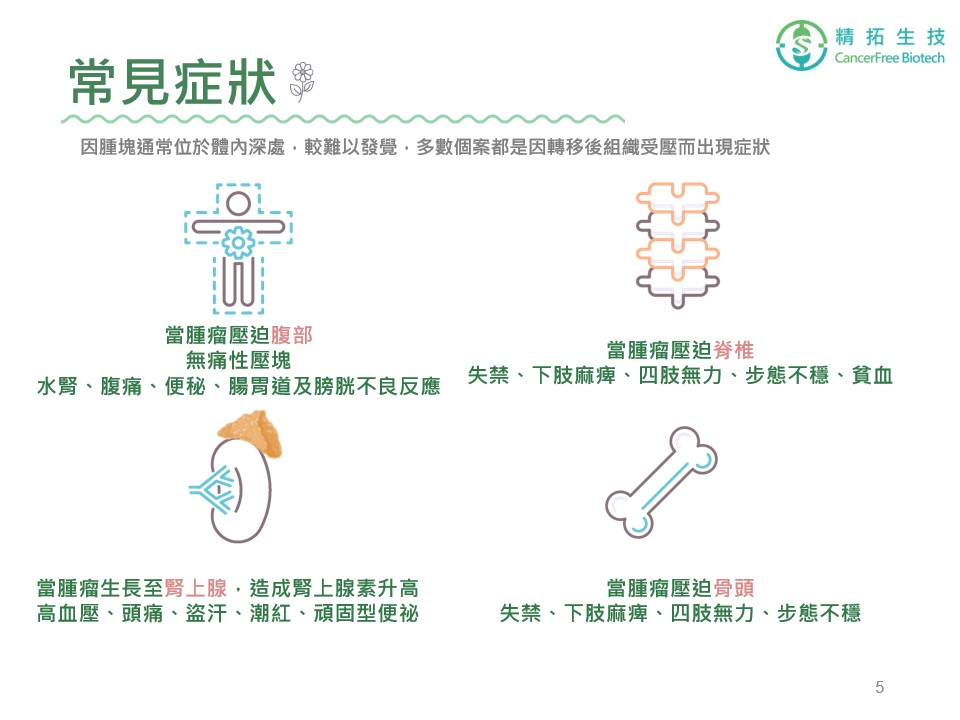 精拓生技
CancerFree Biotech
常見症狀
因腫塊通常位於體內深處，較難以發覺，多數個案都是因轉移後組織受壓而出現症狀
當腫瘤壓迫腹部
無痛性壓塊
水腎、腹痛、便秘、腸胃道及膀胱不良反應
當腫瘤壓迫脊椎
失禁、下肢麻痺、四肢無力、步態不穩、貧血
當腫瘤生長至腎上腺，造成腎上腺素升高
高血壓、頭痛、盜汗、潮紅、頑固型便祕
當腫瘤壓迫骨頭
失禁、下肢麻痺、四肢無力、步態不穩
5